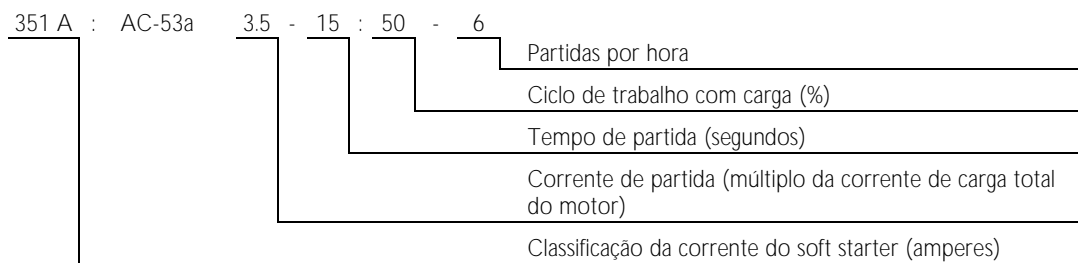 351 A : AC-53a 3.5 - 15 : 50 - 6
Partidas por hora
Ciclo de trabalho com carga (%)
Tempo de partida (segundos)
Corrente de partida (múltiplo da corrente de carga total
do motor)
Classificação da corrente do soft starter (amperes)